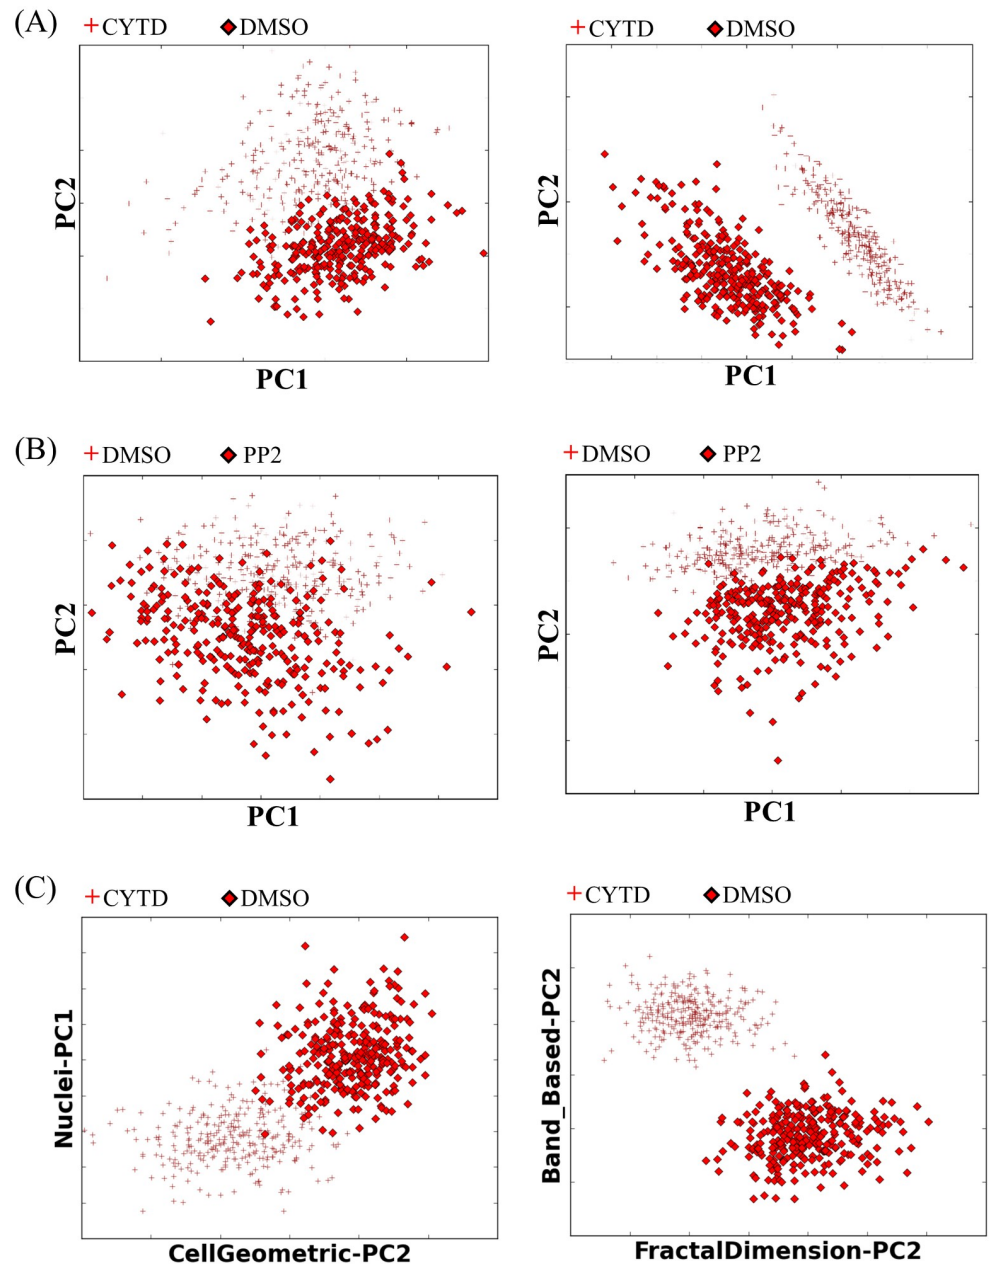 (A) + CYTD ◆ DMSO + CYTD ◆ DMSO
PC2 PC2
PC1 PC1
(B) + DMSO ◆ PP2 + DMSO ◆ PP2
PC2 PC2
PC1 PC1
(C) + CYTD ◆ DMSO + CYTD ◆ DMSO
Nuclei-PC1 Band_Based-PC2
CellGeometric-PC2 FractalDimension-PC2